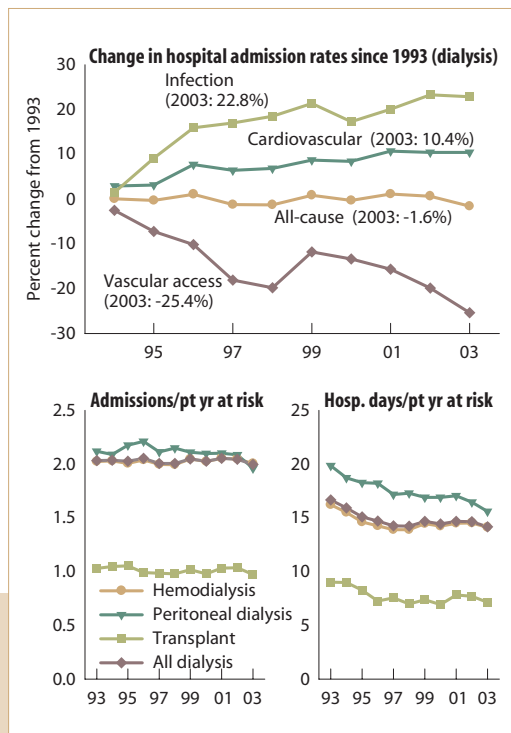 Change in hospital admission rates since 1993 (dialysis)
Percent change from 1993
30
20
10
0
-10
-20
-30
Infection
(2003: 22.8%)
Cardiovascular (2003: 10.4%)
All-cause (2003: -1.6%)
Vascular access
(2003: -25.4%)
95 97 99 01 03
Admissions/pt yr at risk
2.5
2.0
1.5
1.0
0.5
0.0
Hemodialysis
Peritoneal dialysis
Transplant
All dialysis
93 95 97 99 01 03
Hosp. days/pt yr at risk
25
20
15
10
5
0
93 95 97 99 01 03